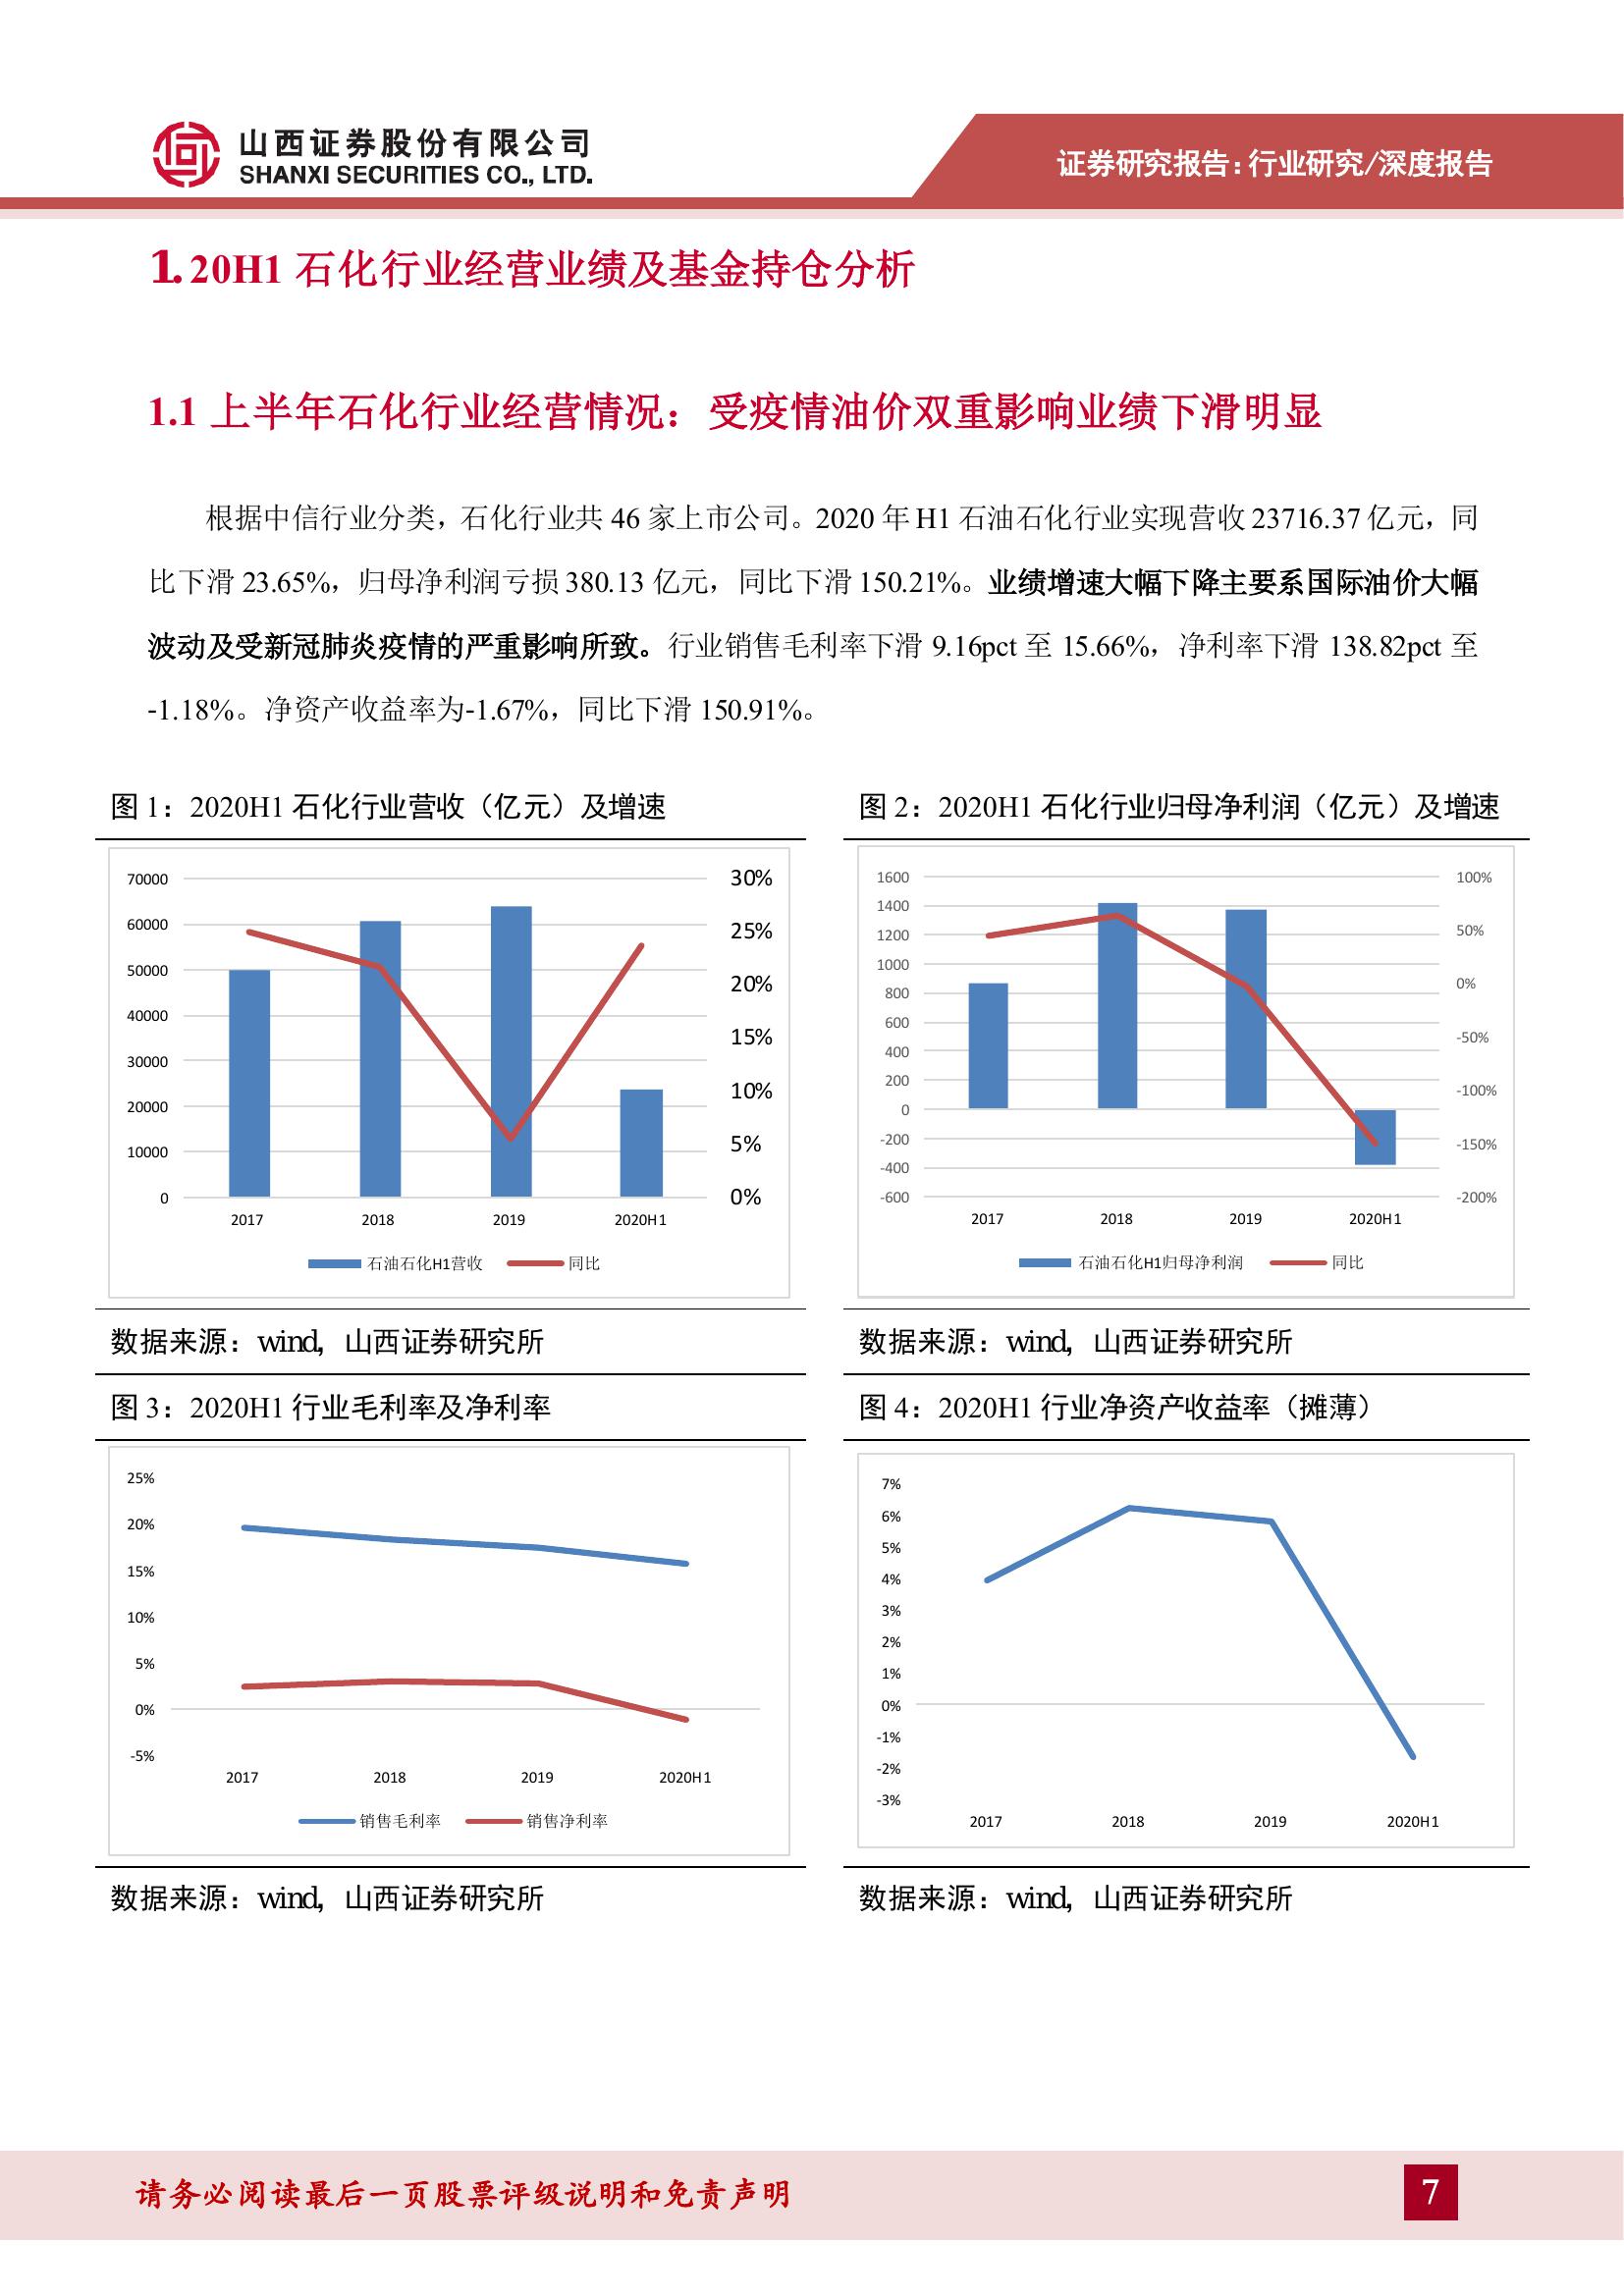 山西证券股份有限公司
SHANXI SECURITIES CO., LTD.
证券研究报告：行业研究/深度报告
1. 20H1 石化行业经营业绩及基金持仓分析
1.1 上半年石化行业经营情况：受疫情油价双重影响业绩下滑明显
根据中信行业分类，石化行业共 46 家上市公司。2020 年 H1 石油石化行业实现营收 23716.37 亿元，同
比下滑 23.65%，归母净利润亏损 380.13 亿元，同比下滑 150.21%。业绩增速大幅下降主要系国际油价大幅
波动及受新冠肺炎疫情的严重影响所致。行业销售毛利率下滑 9.16pct 至 15.66%，净利率下滑 138.82pct 至
-1.18%。净资产收益率为-1.67%，同比下滑 150.91%。
图 1：2020H1 石化行业营收（亿元）及增速
70000
60000
50000
40000
30000
20000
10000
0
30%
25%
20%
15%
10%
5%
0%
2017 2018 2019 2020H1
石油石化H1营收 同比
数据来源：wind，山西证券研究所
图 2：2020H1 石化行业归母净利润（亿元）及增速
1600
1400
1200
1000
800
600
400
200
0
-200
-400
-600
100%
50%
0%
-50%
-100%
-150%
-200%
2017 2018 2019 2020H1
石油石化H1归母净利润 同比
数据来源：wind，山西证券研究所
图 3：2020H1 行业毛利率及净利率
25%
20%
15%
10%
5%
0%
-5%
2017 2018 2019 2020H1
销售毛利率 销售净利率
数据来源：wind，山西证券研究所
图 4：2020H1 行业净资产收益率（摊薄）
7%
6%
5%
4%
3%
2%
1%
0%
-1%
-2%
-3%
2017 2018 2019 2020H1
数据来源：wind，山西证券研究所
请务必阅读最后一页股票评级说明和免责声明
7